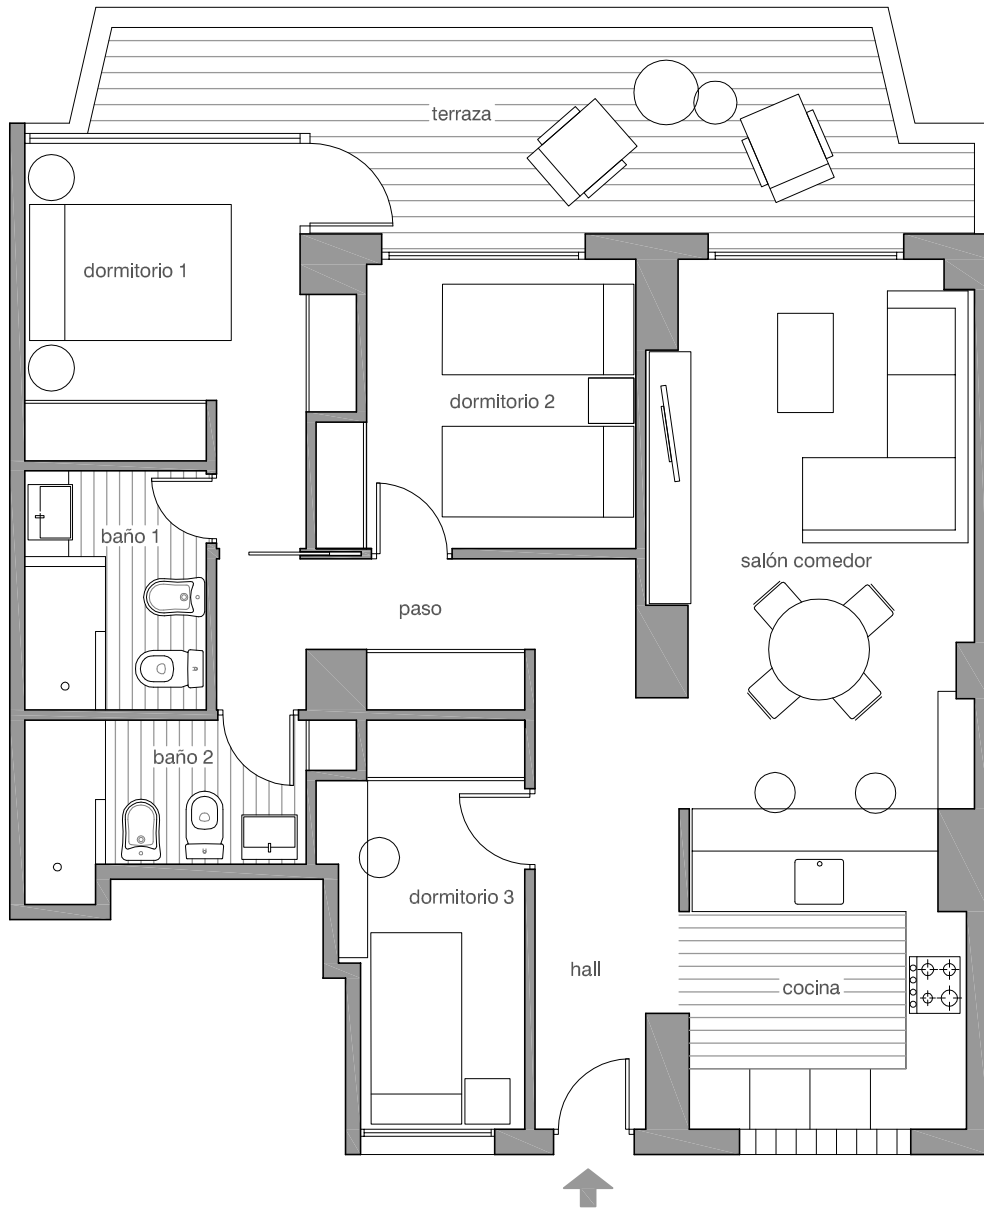 terraza
dormitorio 1
dormitorio 2
baño 1
salón comedor
paso
baño 2
dormitorio 3
hall
cocina